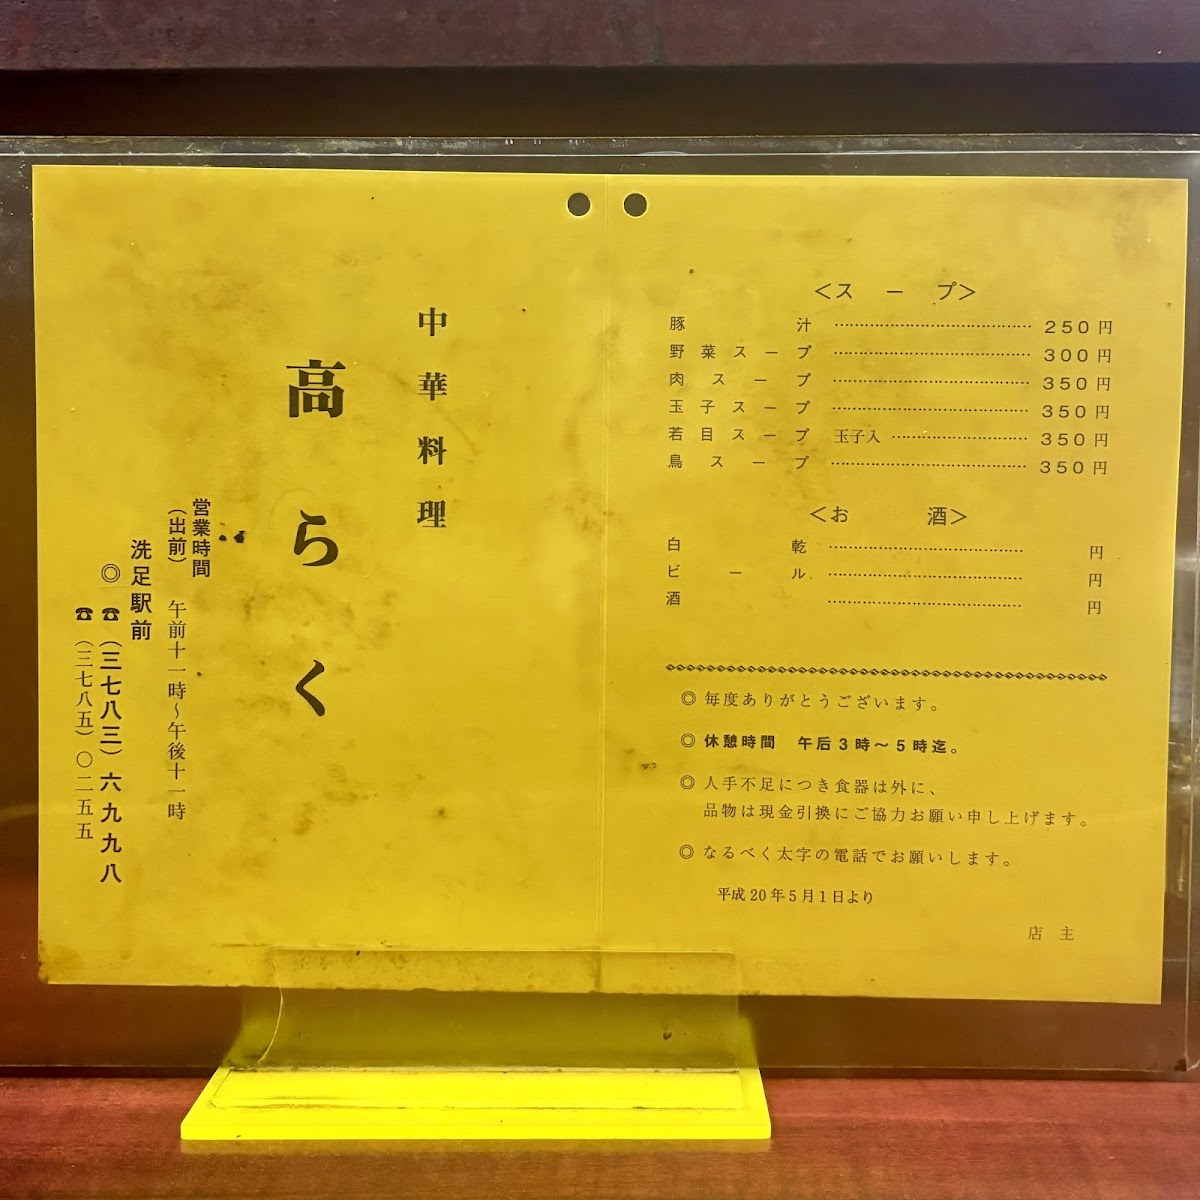 中華料理
高らく
営業時間
（出前） 午前十一時～午後十一時
洗足駅前
◎☎（三七八三）六九九八
☎（三七八五）〇二五五
＜スープ＞
豚汁 …………………………… 250円
野菜スープ …………………………… 300円
肉スープ …………………………… 350円
玉子スープ …………………………… 350円
若目スープ 玉子入 …………………… 350円
鳥スープ …………………………… 350円
＜お酒＞
白乾 …………………………… 円
ビール …………………………… 円
酒 …………………………… 円
◎ 毎度ありがとうございます。
◎ 休憩時間 午后3時～5時迄。
◎ 人手不足につき食器は外に、
品物は現金引換にご協力お願い申し上げます。
◎ なるべく太字の電話でお願いします。
平成20年5月1日より
店主